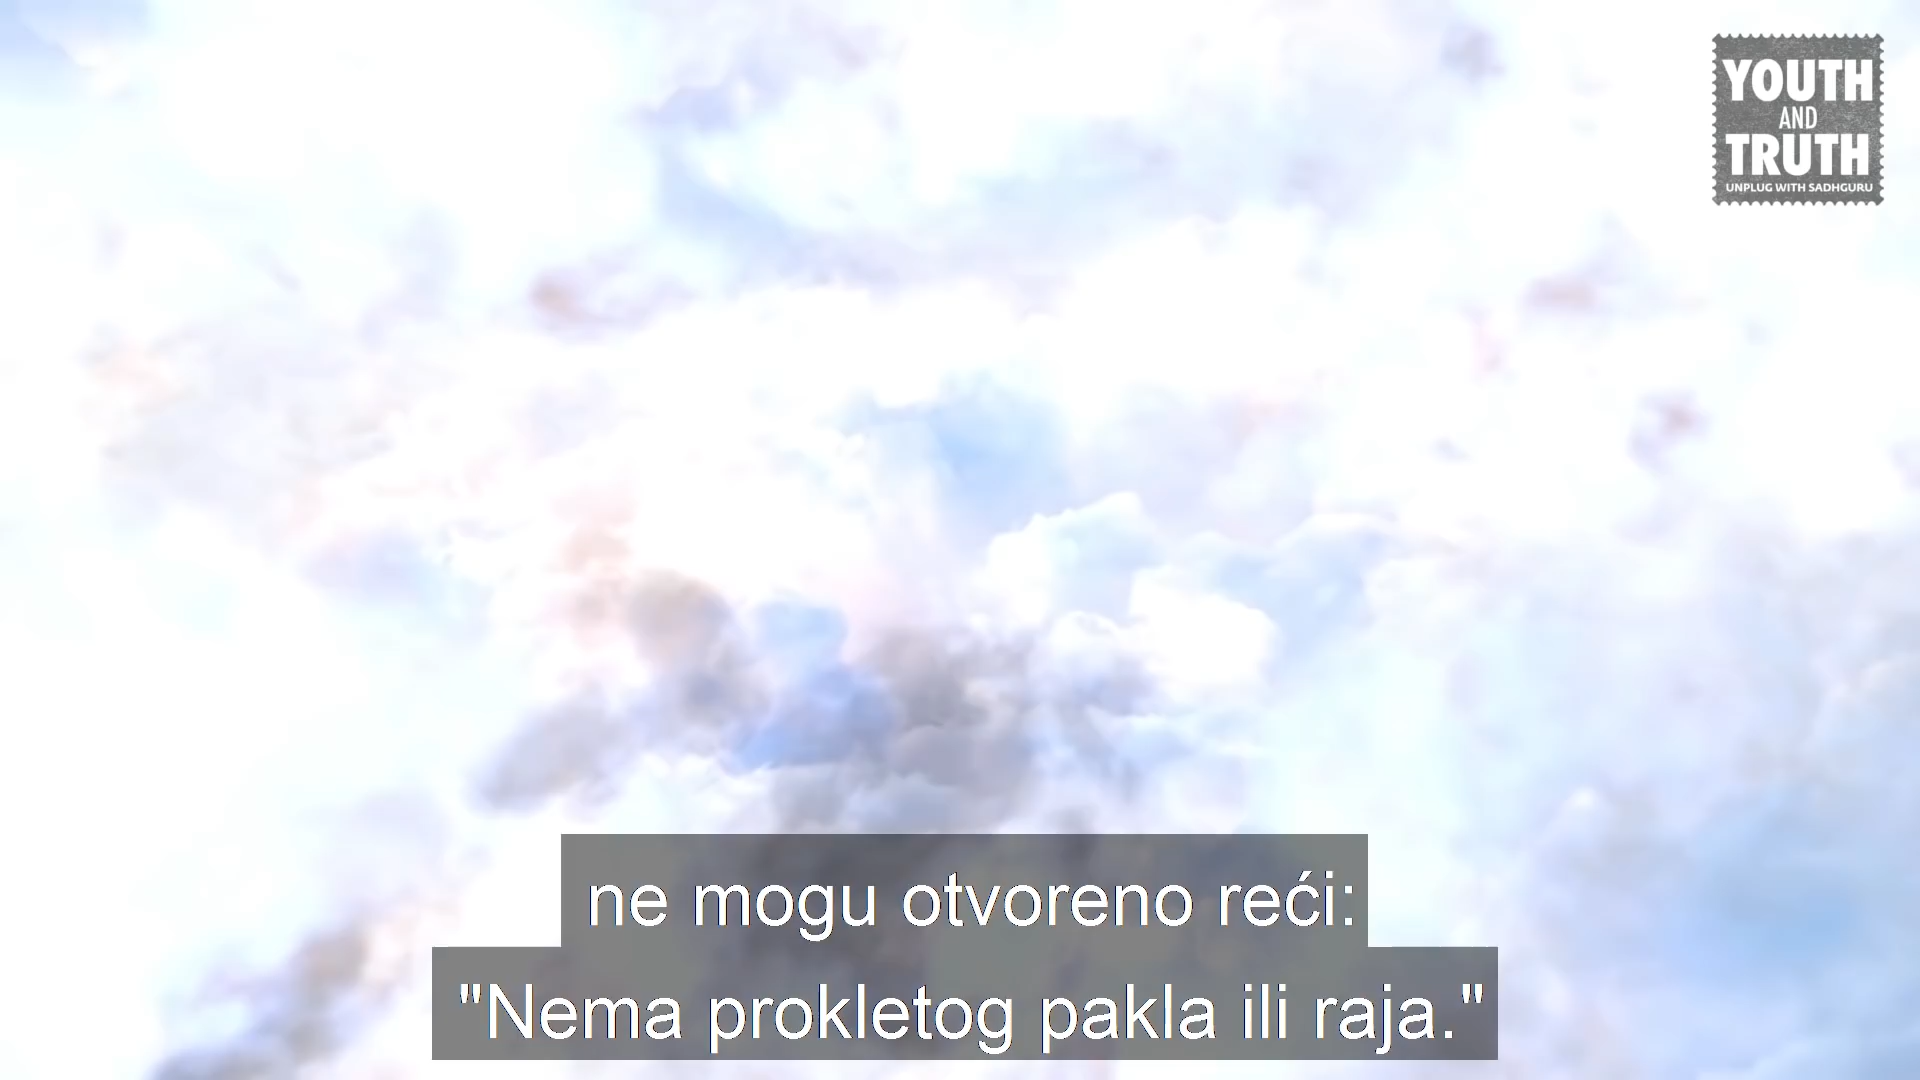 YOUTH
AND
TRUTH
UNPLUG WITH SADHGURU
ne mogu otvoreno reći:
"Nema prokletog pakla ili raja."